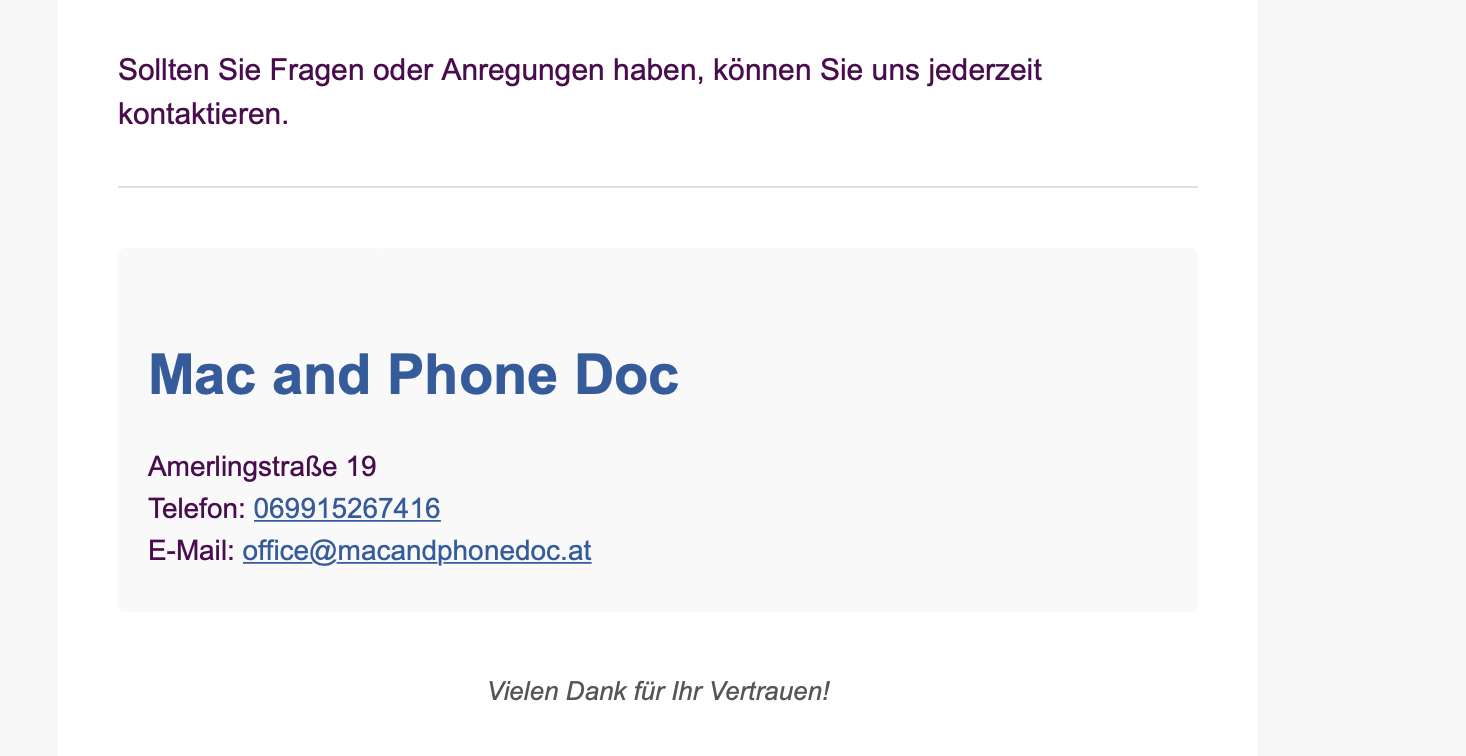 Sollten Sie Fragen oder Anregungen haben, können Sie uns jederzeit
kontaktieren.
Mac and Phone Doc
Amerlingstraße 19
Telefon: 069915267416
E-Mail: office@macandphonedoc.at
Vielen Dank für Ihr Vertrauen!